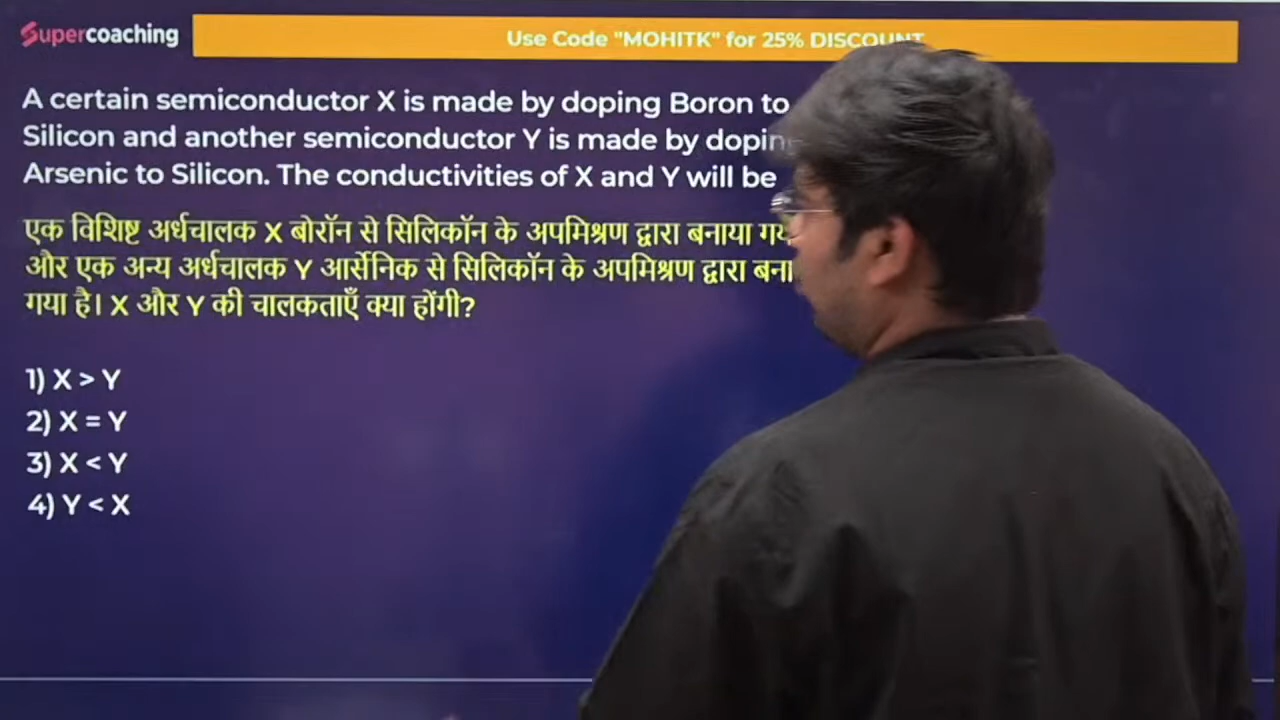 Supercoaching
Use Code "MOHITK" for 25% DISCOUNT
A certain semiconductor X is made by doping Boron to
Silicon and another semiconductor Y is made by
Arsenic to Silicon. The conductivities of X and Y will be
एक विशिष्ट अर्धचालक X बोरॉन से सिलिकॉन के अपमिश्रण द्वारा बनाया
और एक अन्य अर्धचालक Y आर्सेनिक से सिलिकॉन के अपमिश्रण द्वारा
गया है। X और Y की चालकताएँ क्या होंगी?
1) X > Y
2) X = Y
3) X < Y
4) Y < X